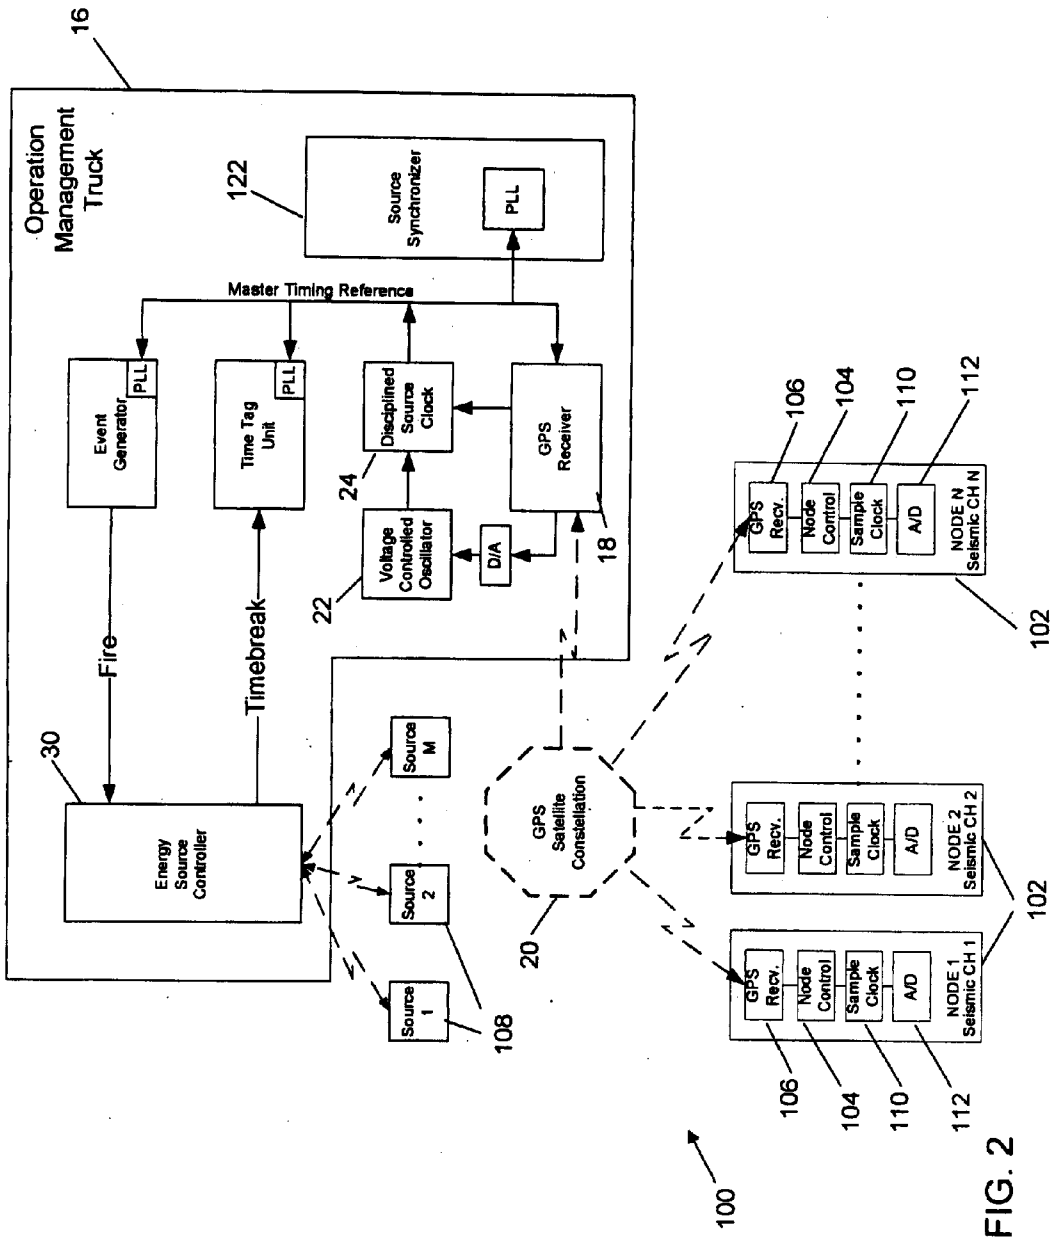 16
Operation
Management
Truck
122
Source
Synchronizer
PLL
Master Timing Reference
Event
Generator
PLL
Time Tag
Unit
PLL
Disciplined
Source
Clock
24
GPS
Receiver
18
Voltage
Controlled
Oscillator
22
D/A
Fire
Timebreak
30
Energy
Source
Controller
Source
1
Source
2
Source
M
108
GPS
Satellite
Constellation
20
GPS
Recv.
Node
Control
Sample
Clock
A/D
NODE 1
Seismic CH 1
106
104
110
112
GPS
Recv.
Node
Control
Sample
Clock
A/D
NODE 2
Seismic CH 2
102
GPS
Recv.
Node
Control
Sample
Clock
A/D
NODE N
Seismic CH N
106
104
110
112
102
100
FIG. 2